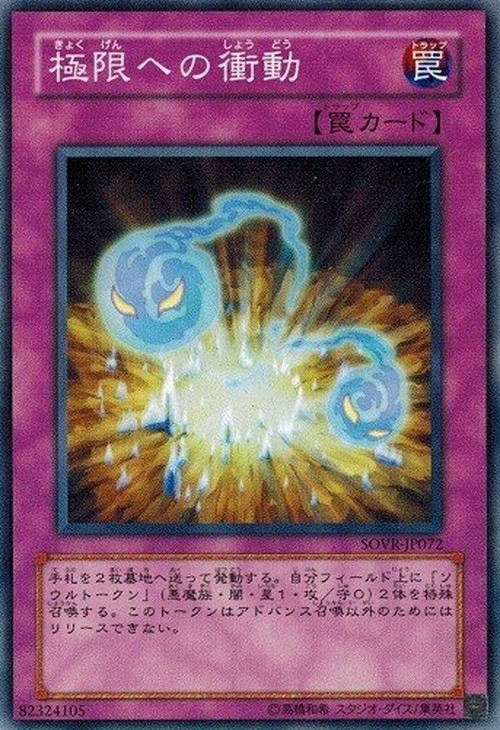 極限への衝動
罠
【罠カード】
SOVR-JP072
手札を2枚墓地へ送って発動する。自分フィールド上に「ソ
ウルトークン」(悪魔族・闇・星1・攻/守0)2体を特殊
召喚する。このトークンはアドバンス召喚以外のためには
リリースできない。
82324105 ©高橋和希 スタジオ・ダイス/集英社